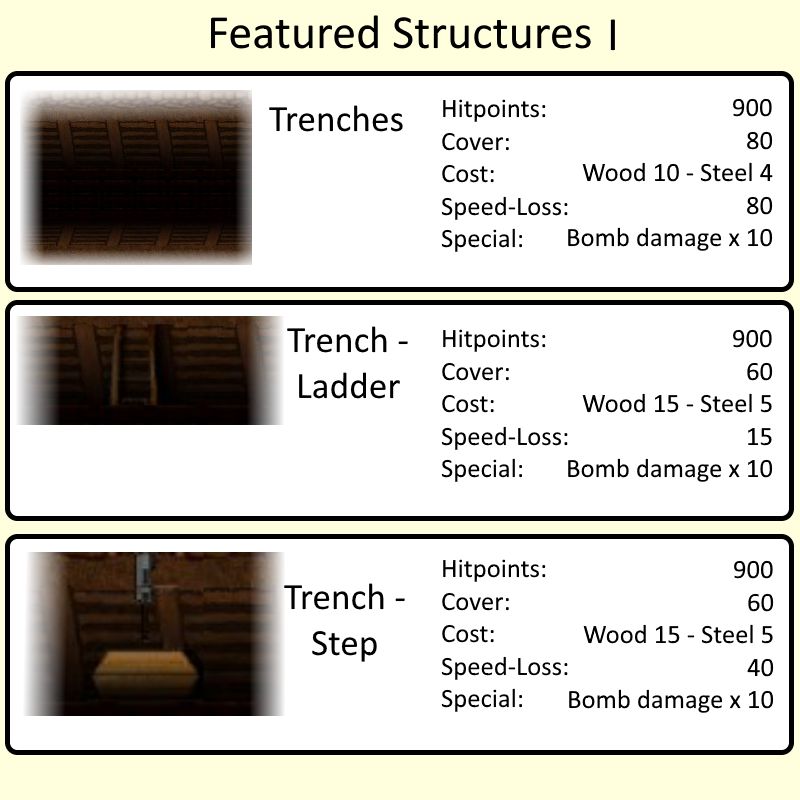 Featured Structures I
Trenches
Hitpoints: 900
Cover: 80
Cost: Wood 10 - Steel 4
Speed-Loss: 80
Special: Bomb damage x 10
Trench -
Ladder
Hitpoints: 900
Cover: 60
Cost: Wood 15 - Steel 5
Speed-Loss: 15
Special: Bomb damage x 10
Trench -
Step
Hitpoints: 900
Cover: 60
Cost: Wood 15 - Steel 5
Speed-Loss: 40
Special: Bomb damage x 10